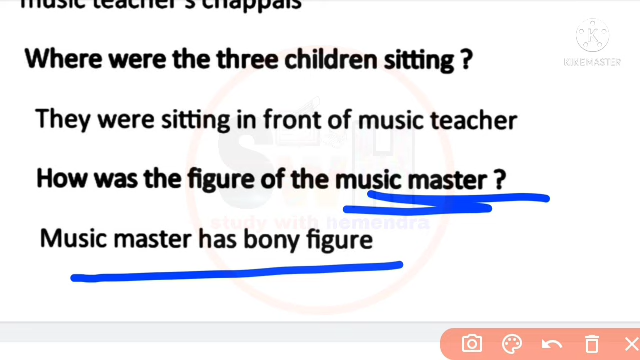 music teacher's chappals
Where were the three children sitting ?
They were sitting in front of music teacher
How was the figure of the music master ?
study with hemendra
Music master has bony figure
KINEMASTER